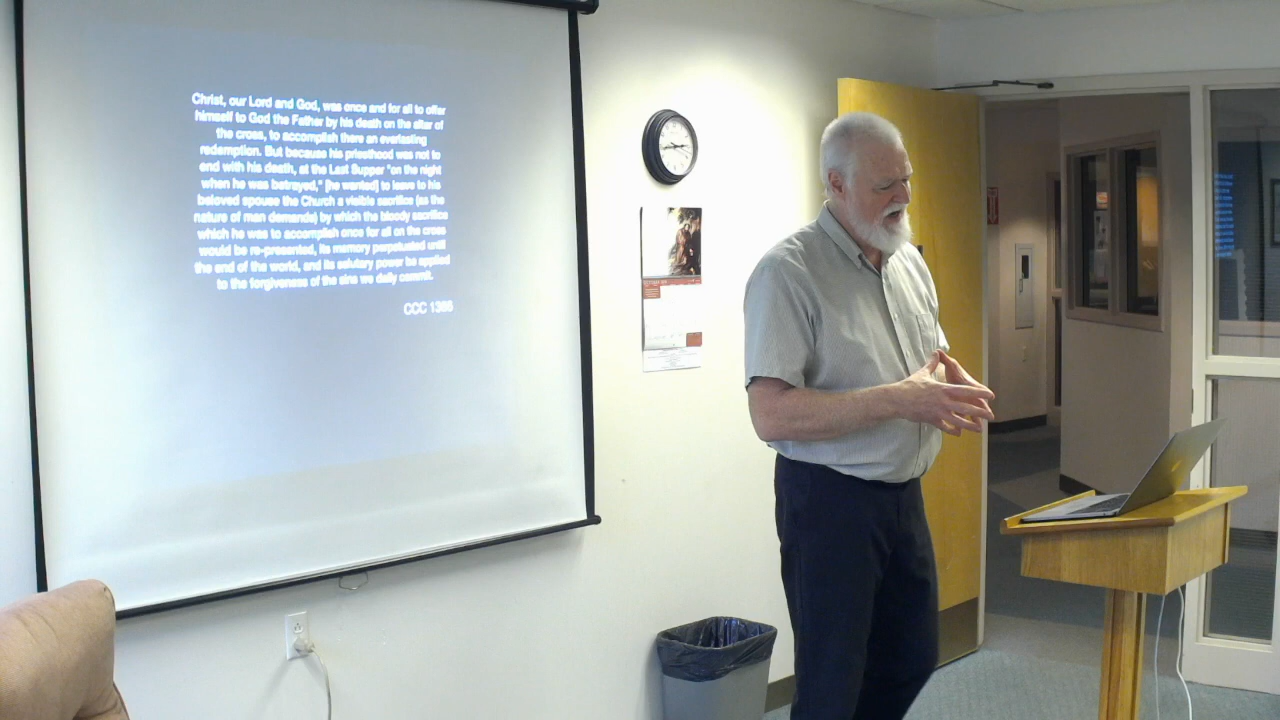 Christ, our Lord and God, was once and for all to offer
himself to God the Father by his death on the altar of
the cross, to accomplish there an everlasting
redemption. But because his priesthood was not to
end with his death, at the Last Supper "on the night
when he was betrayed," [he wanted] to leave to his
beloved spouse the Church a visible sacrifice (as the
nature of man demands) by which the bloody sacrifice
which he was to accomplish once for all on the cross
would be re-presented, its memory perpetuated until
the end of the world, and its salutary power be applied
to the forgiveness of the sins we daily commit.
CCC 1366